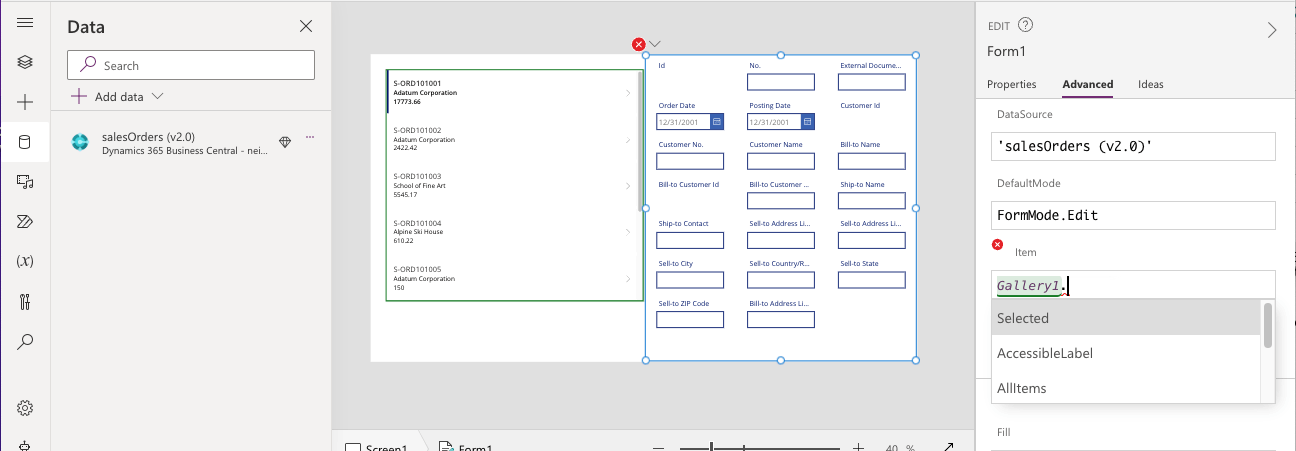 Data
Search
Add data
salesOrders (v2.0)
Dynamics 365 Business Central - nei...
S-ORD101001
Adatum Corporation
17773.66
S-ORD101002
Adatum Corporation
2422.42
S-ORD101003
School of Fine Art
5545.17
S-ORD101004
Alpine Ski House
610.22
S-ORD101005
Adatum Corporation
150
Id
No.
External Docume...
Order Date
Posting Date
Customer Id
12/31/2001
12/31/2001
Customer No.
Customer Name
Bill-to Name
Bill-to Customer Id
Bill-to Customer ...
Ship-to Name
Ship-to Contact
Sell-to Address Li...
Sell-to Address Li...
Sell-to City
Sell-to Country/R...
Sell-to State
Sell-to ZIP Code
Bill-to Address Li...
Screen1
Form1
40 %
EDIT
Form1
Properties
Advanced
Ideas
DataSource
'salesOrders (v2.0)'
DefaultMode
FormMode.Edit
Item
Gallery1.
Selected
AccessibleLabel
AllItems
Fill